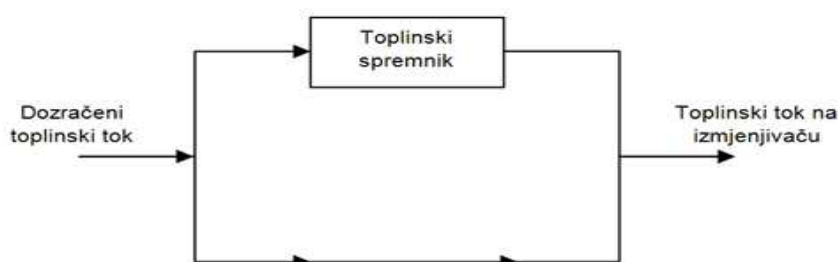 Toplinski
spremnik
Dozračeni
toplinski tok
Toplinski tok na
izmjenjivaču